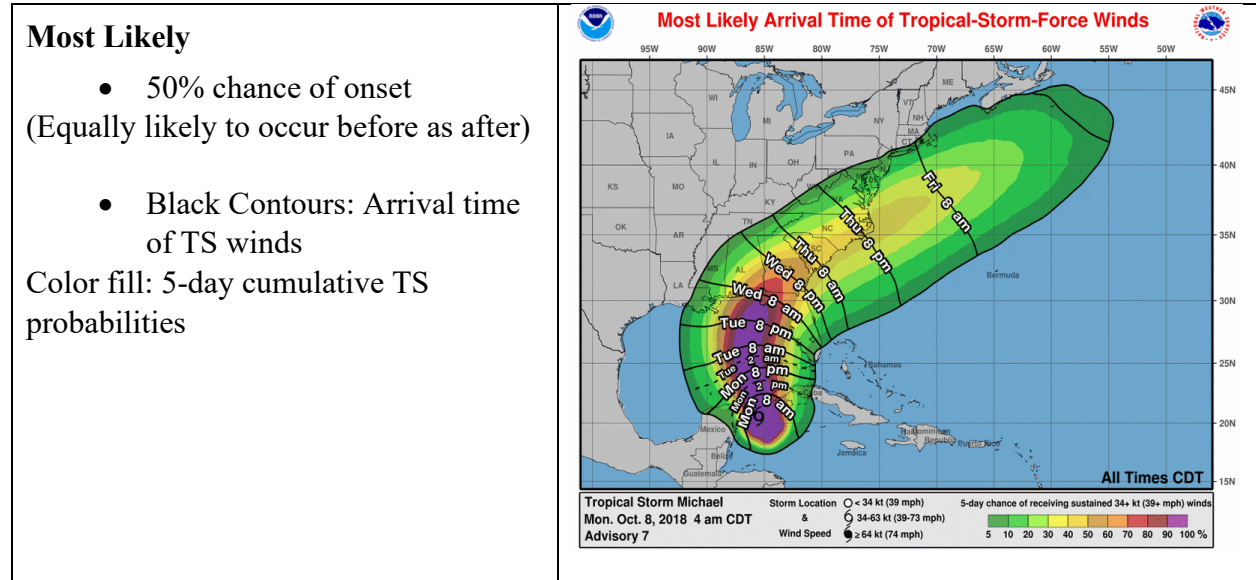 Most Likely
• 50% chance of onset
(Equally likely to occur before as after)
• Black Contours: Arrival time
of TS winds
Color fill: 5-day cumulative TS
probabilities
NOAA
Most Likely Arrival Time of Tropical-Storm-Force Winds
95W 90W 85W 80W 75W 70W 65W 60W 55W 50W
45N
40N
35N
30N
25N
20N
15N
ME
WI
VT
NH
MI
NY
MA
CT
IA
PA
IL
IN
OH
KS
MO
KY
TN
OK
AR
NC
SC
MS
AL
LA
Bermuda
Bahamas
Cuba
Mexico
Belize
Guatemala
Jamaica
Haiti
Dominican
Republic
Puerto Rico
Fri 8 am
Thu 8 pm
Thu 8 am
Wed 8 pm
Wed 8 am
Tue 8 pm
Tue 8 am
Tue 2 am
Mon 8 pm
Mon 2 pm
Mon 8 am
All Times CDT
Tropical Storm Michael
Mon. Oct. 8, 2018 4 am CDT
Advisory 7
Storm Location
&
Wind Speed
< 34 kt (39 mph)
34-63 kt (39-73 mph)
≥ 64 kt (74 mph)
5-day chance of receiving sustained 34+ kt (39+ mph) winds
5 10 20 30 40 50 60 70 80 90 100 %